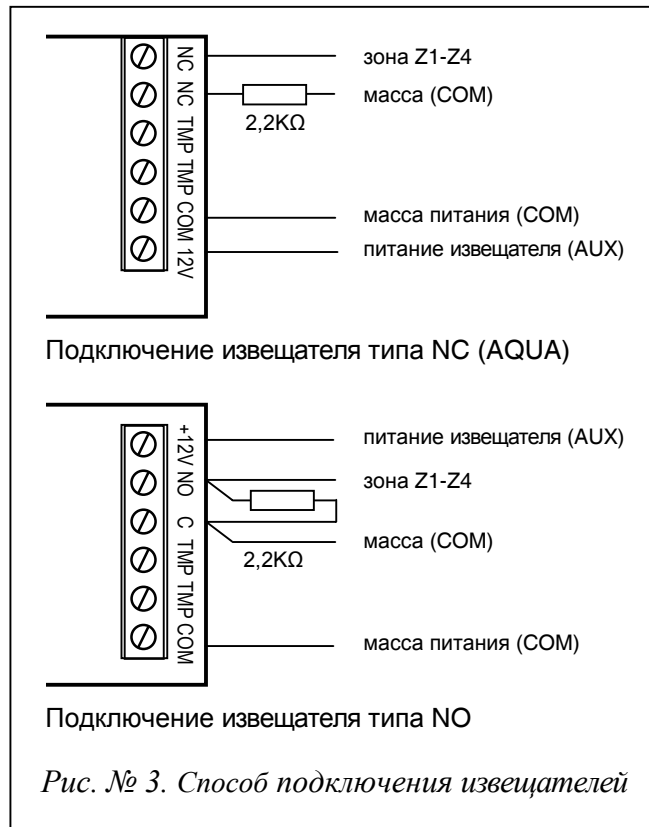 NC зона Z1-Z4
NC масса (COM)
2,2KΩ
TMP
TMP
COM масса питания (COM)
12V питание извещателя (AUX)
Подключение извещателя типа NC (AQUA)
+12V питание извещателя (AUX)
NO зона Z1-Z4
C масса (COM)
2,2KΩ
TMP
TMP
COM масса питания (COM)
Подключение извещателя типа NO
Рис. № 3. Способ подключения извещателей